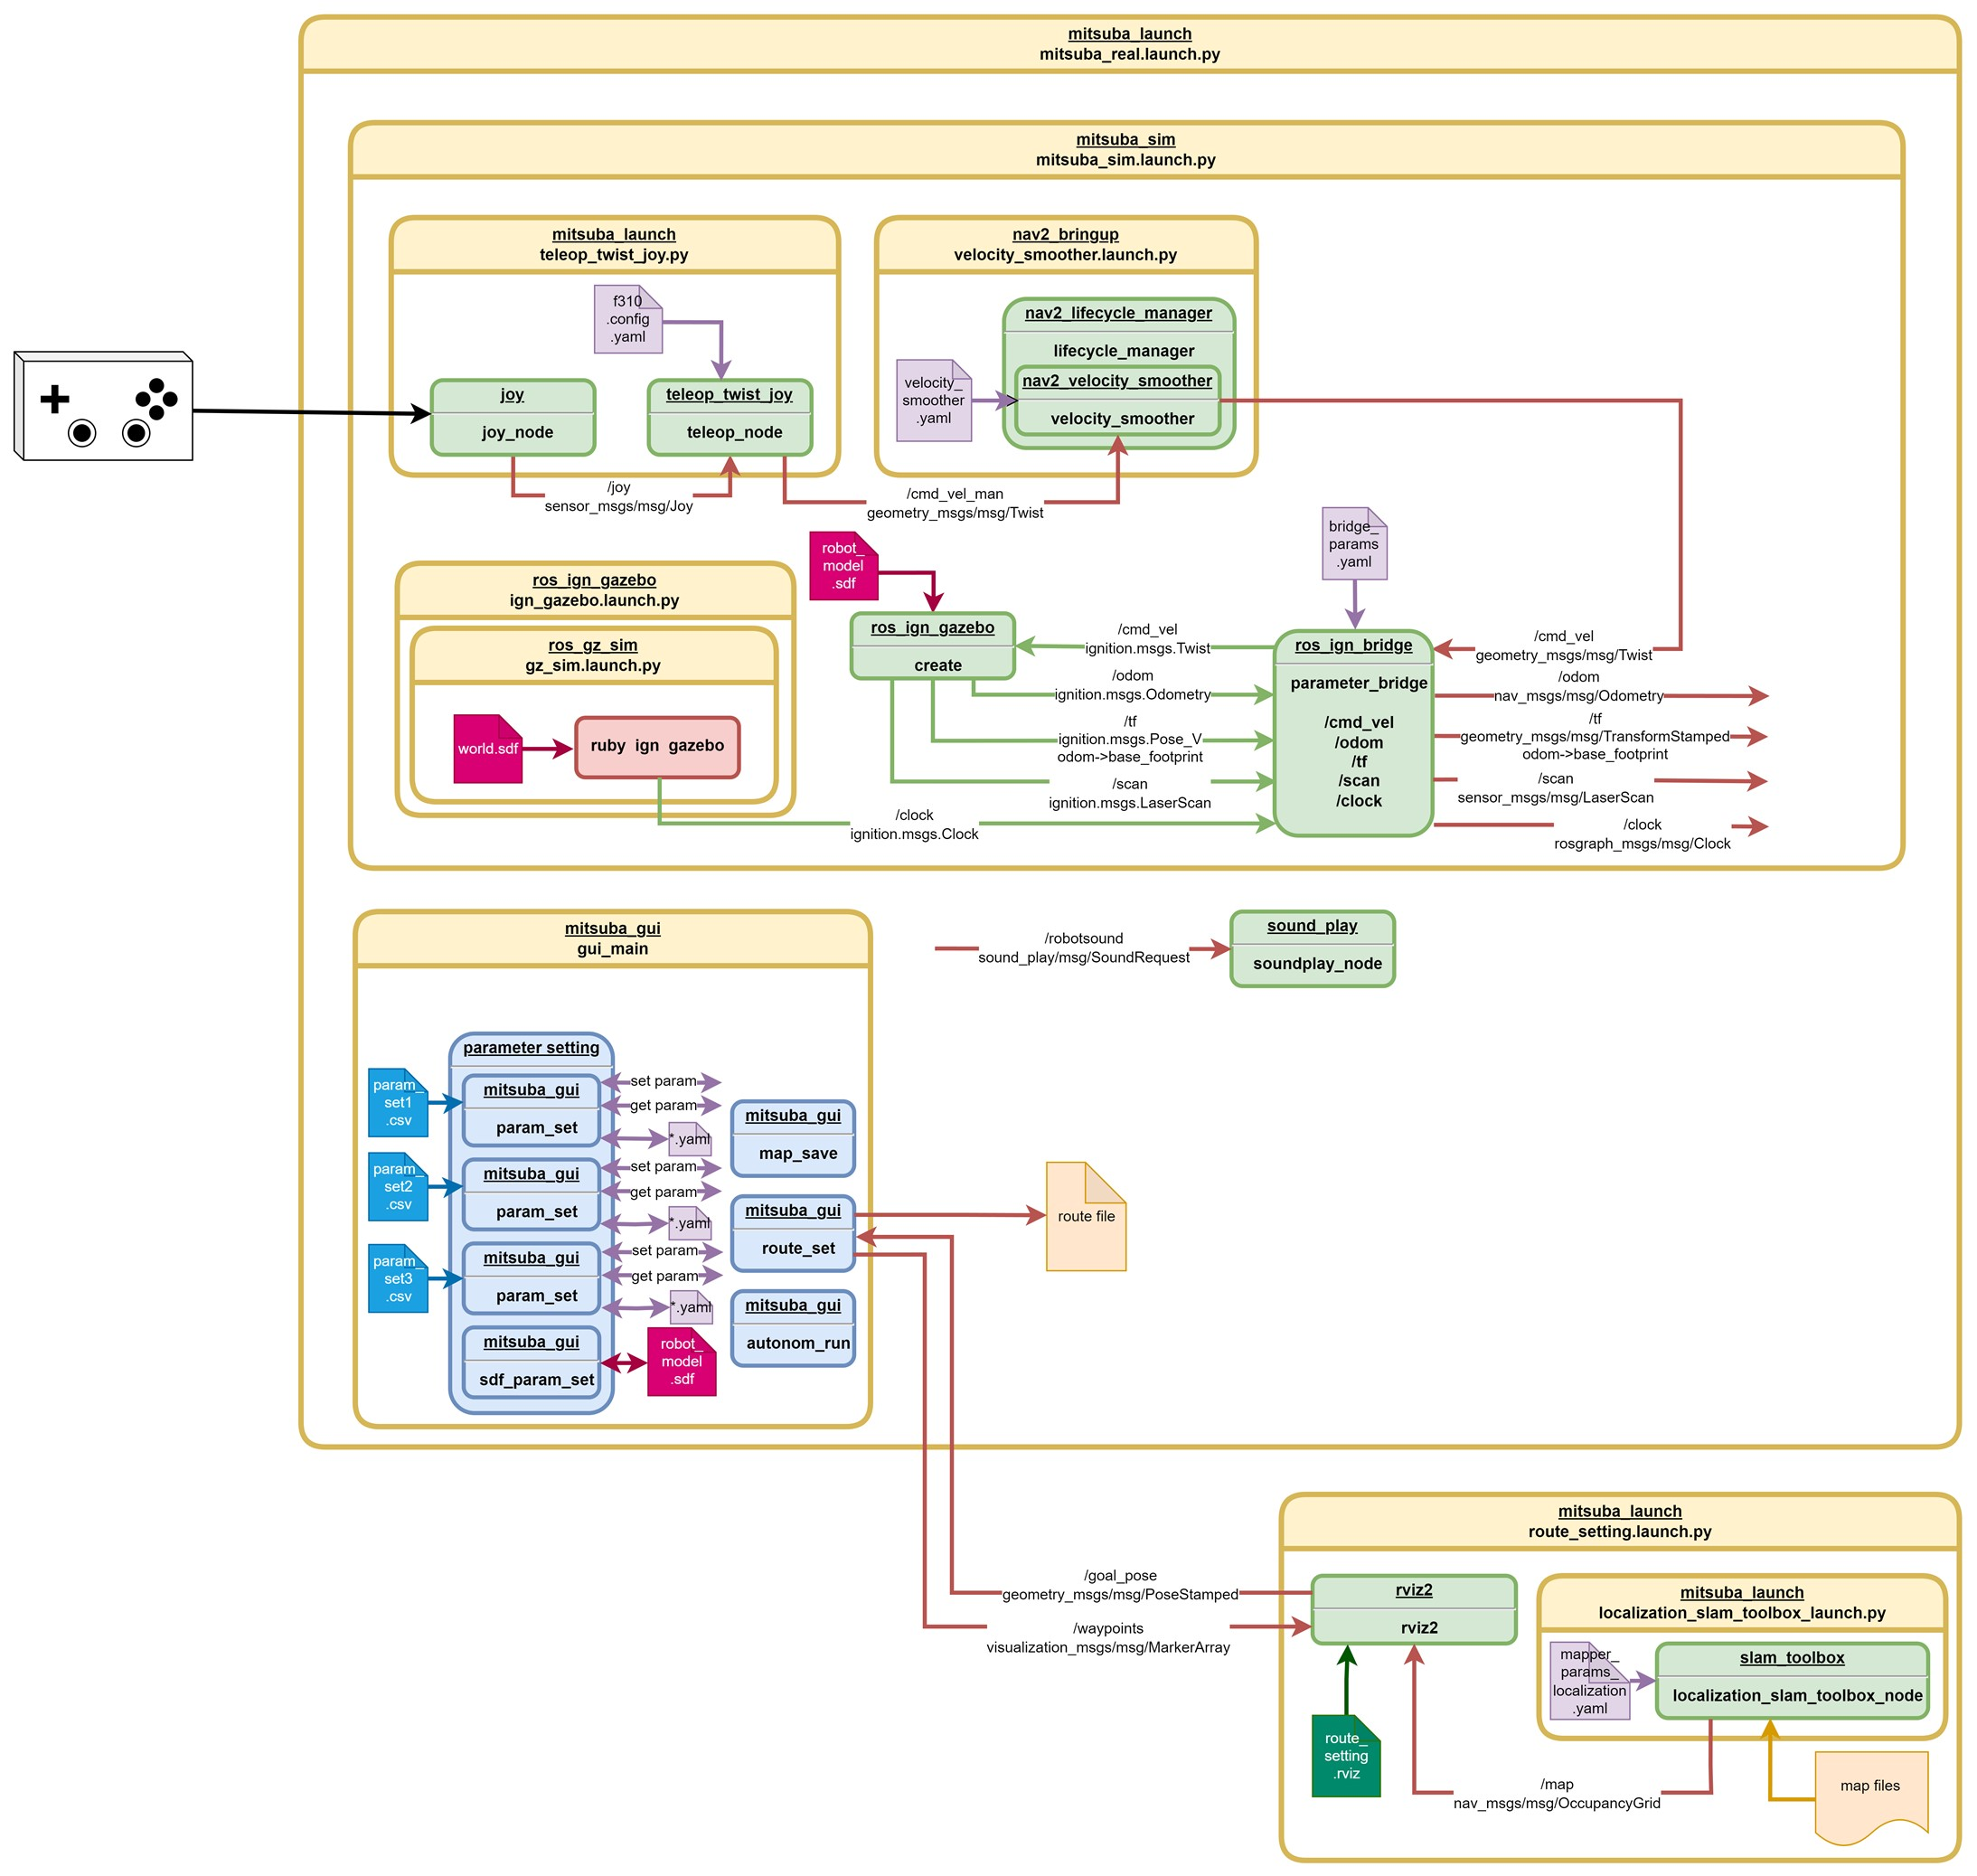 mitsuba_launch
mitsuba_real.launch.py
mitsuba_sim
mitsuba_sim.launch.py
mitsuba_launch
teleop_twist_joy.py
f310
.config
.yaml
joy
joy_node
teleop_twist_joy
teleop_node
/joy
sensor_msgs/msg/Joy
nav2_bringup
velocity_smoother.launch.py
nav2_lifecycle_manager
lifecycle_manager
velocity_
smoother
.yaml
nav2_velocity_smoother
velocity_smoother
/cmd_vel_man
geometry_msgs/msg/Twist
robot_
model
.sdf
bridge_
params
.yaml
ros_ign_gazebo
ign_gazebo.launch.py
ros_gz_sim
gz_sim.launch.py
world.sdf
ruby ign gazebo
ros_ign_gazebo
create
/cmd_vel
ignition.msgs.Twist
/odom
ignition.msgs.Odometry
/tf
ignition.msgs.Pose_V
odom->base_footprint
/scan
ignition.msgs.LaserScan
/clock
ignition.msgs.Clock
ros_ign_bridge
parameter_bridge
/cmd_vel
/odom
/tf
/scan
/clock
/cmd_vel
geometry_msgs/msg/Twist
/odom
nav_msgs/msg/Odometry
/tf
geometry_msgs/msg/TransformStamped
odom->base_footprint
/scan
sensor_msgs/msg/LaserScan
/clock
rosgraph_msgs/msg/Clock
mitsuba_gui
gui_main
/robotsound
sound_play/msg/SoundRequest
sound_play
soundplay_node
parameter setting
param_
set1
.csv
mitsuba_gui
param_set
set param
get param
*.yaml
param_
set2
.csv
mitsuba_gui
param_set
set param
get param
*.yaml
param_
set3
.csv
mitsuba_gui
param_set
set param
get param
*.yaml
mitsuba_gui
sdf_param_set
robot_
model
.sdf
mitsuba_gui
map_save
mitsuba_gui
route_set
mitsuba_gui
autonom_run
route file
/goal_pose
geometry_msgs/msg/PoseStamped
/waypoints
visualization_msgs/msg/MarkerArray
mitsuba_launch
route_setting.launch.py
rviz2
rviz2
route_
setting
.rviz
mitsuba_launch
localization_slam_toolbox_launch.py
mapper_
params_
localization
.yaml
slam_toolbox
localization_slam_toolbox_node
/map
nav_msgs/msg/OccupancyGrid
map files